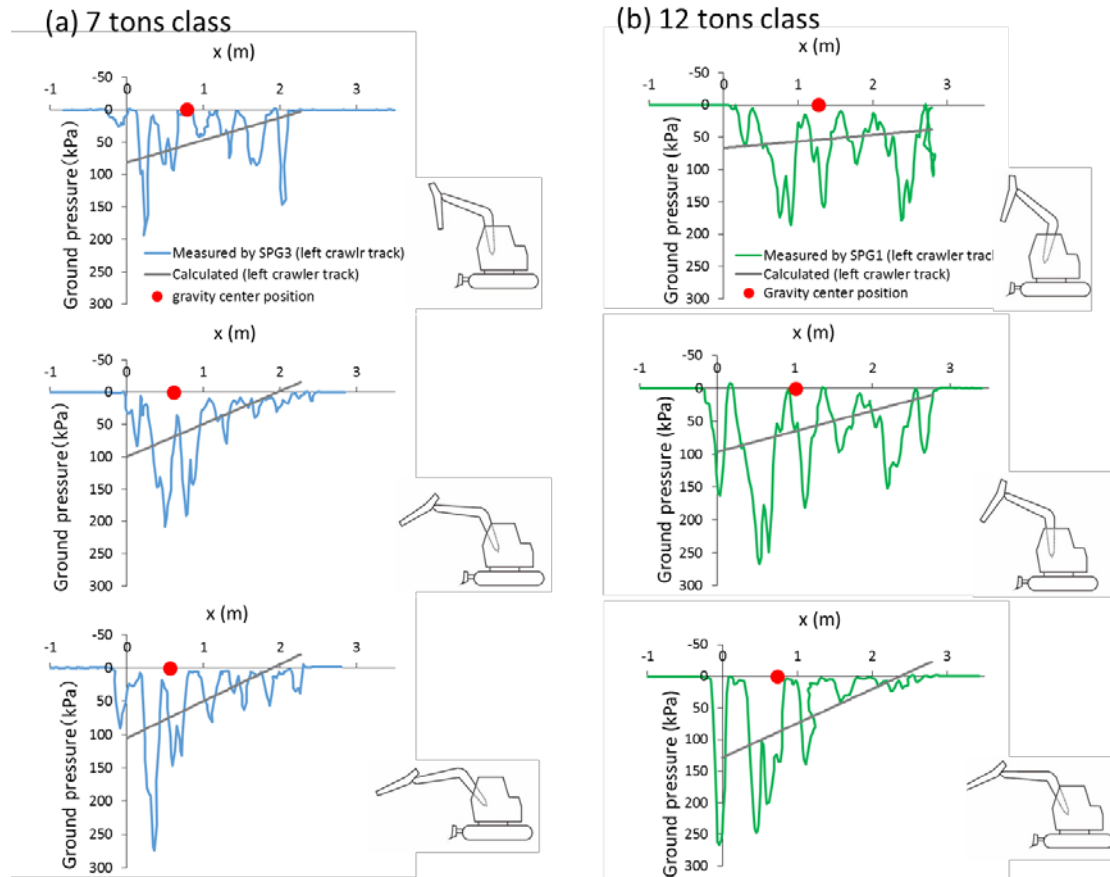 (a) 7 tons class
x (m)
-1 0 1 2 3
-50
0
50
100
150
200
250
300
Ground pressure (kPa)
Measured by SPG3 (left crawlr track)
Calculated (left crawler track)
gravity center position
x (m)
-1 0 1 2 3
-50
0
50
100
150
200
250
300
Ground pressure (kPa)
x (m)
-1 0 1 2 3
-50
0
50
100
150
200
250
300
Ground pressure (kPa)
(b) 12 tons class
x (m)
-1 0 1 2 3
-50
0
50
100
150
200
250
300
Ground pressure (kPa)
Measured by SPG1 (left crawler track
Calculated (left crawler track)
Gravity center position
x (m)
-1 0 1 2 3
-50
0
50
100
150
200
250
300
Ground pressure (kPa)
x (m)
-1 0 1 2 3
-50
0
50
100
150
200
250
300
Ground pressure (kPa)